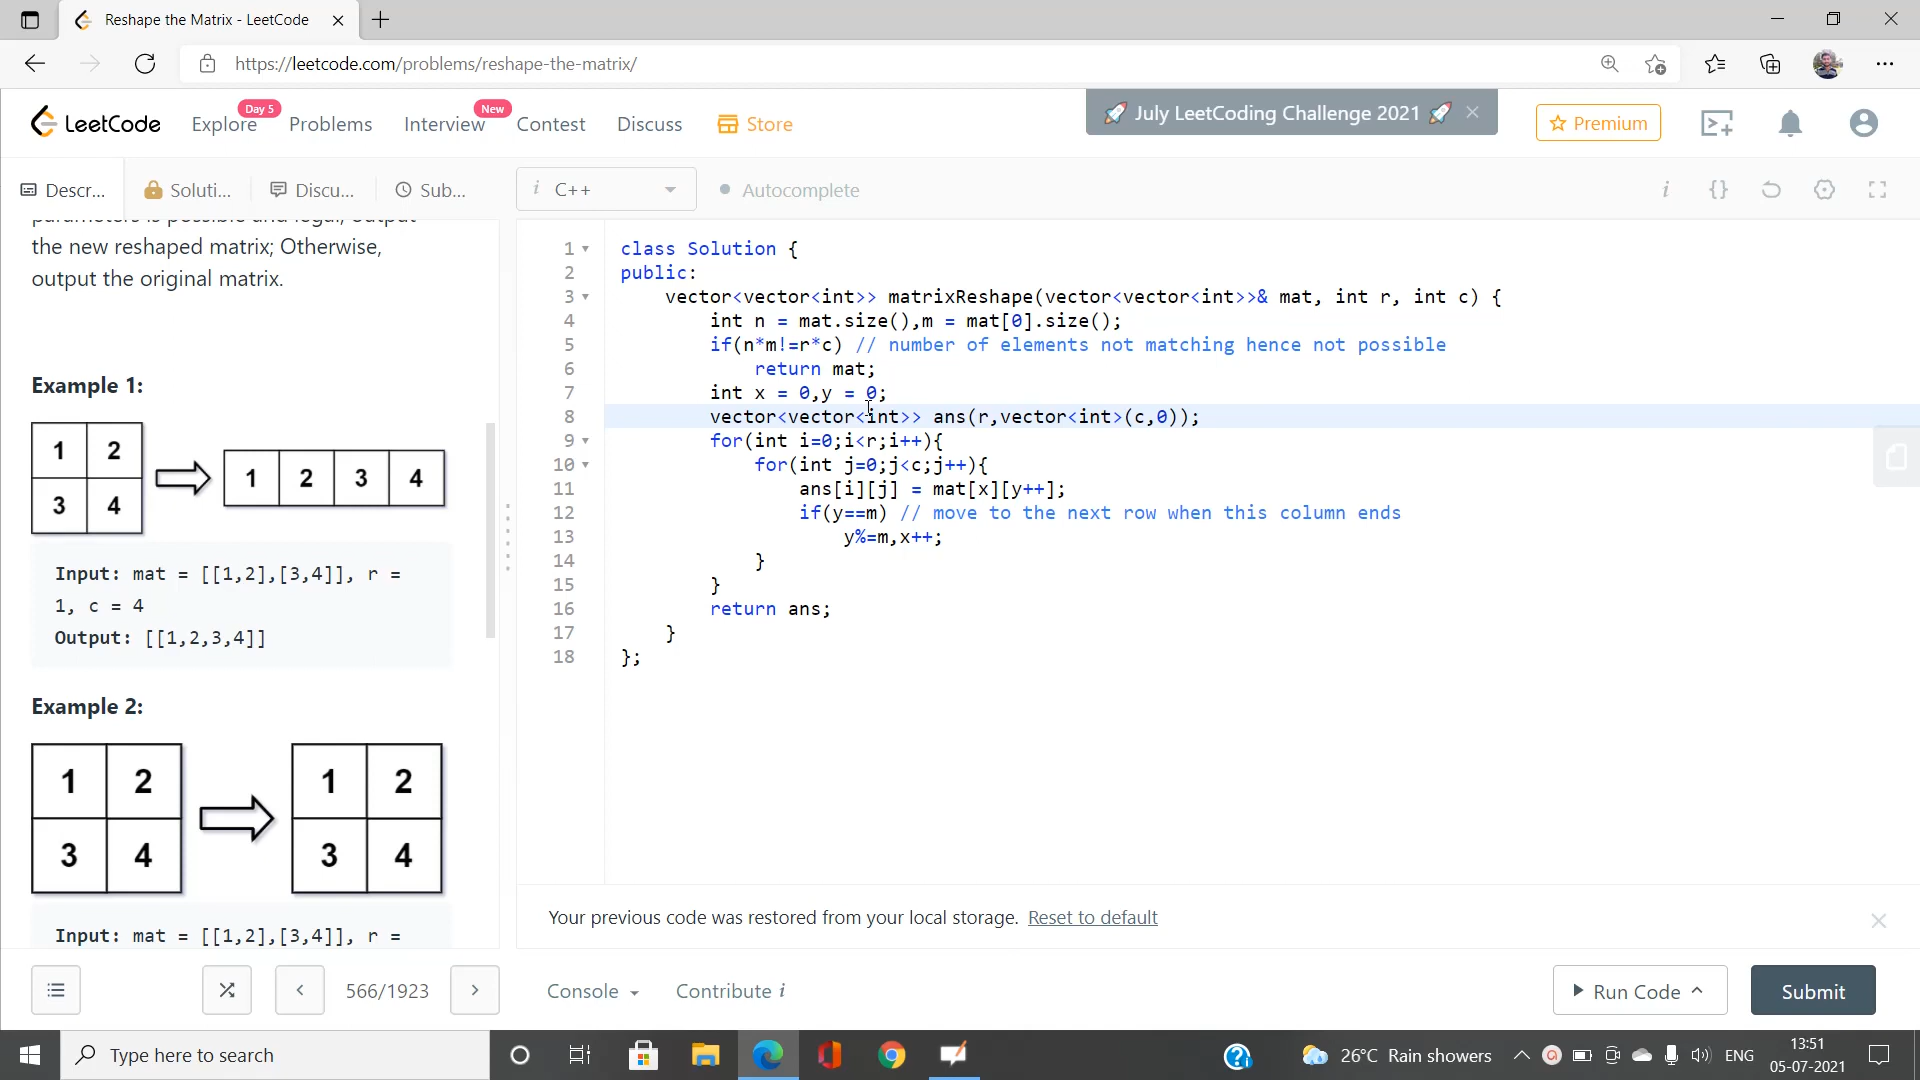 Reshape the Matrix - LeetCode
https://leetcode.com/problems/reshape-the-matrix/
LeetCode
Explore
Day 5
Problems
Interview
New
Contest
Discuss
Store
🚀 July LeetCoding Challenge 2021 🚀
Premium
Descr...
Soluti...
Discu...
Sub...
i C++
Autocomplete
parameters is possible and legal, output
the new reshaped matrix; Otherwise,
output the original matrix.
Example 1:
1 2
3 4
1 2 3 4
Input: mat = [[1,2],[3,4]], r =
1, c = 4
Output: [[1,2,3,4]]
Example 2:
1 2
3 4
1 2
3 4
Input: mat = [[1,2],[3,4]], r =
1 class Solution {
2 public:
3 vector<vector<int>> matrixReshape(vector<vector<int>>& mat, int r, int c) {
4 int n = mat.size(),m = mat[0].size();
5 if(n*m!=r*c) // number of elements not matching hence not possible
6 return mat;
7 int x = 0,y = 0;
8 vector<vector<int>> ans(r,vector<int>(c,0));
9 for(int i=0;i<r;i++){
10 for(int j=0;j<c;j++){
11 ans[i][j] = mat[x][y++];
12 if(y==m) // move to the next row when this column ends
13 y%=m,x++;
14 }
15 }
16 return ans;
17 }
18 };
Your previous code was restored from your local storage. Reset to default
566/1923
Console
Contribute i
Run Code
Submit
Type here to search
26°C Rain showers
ENG
13:51
05-07-2021